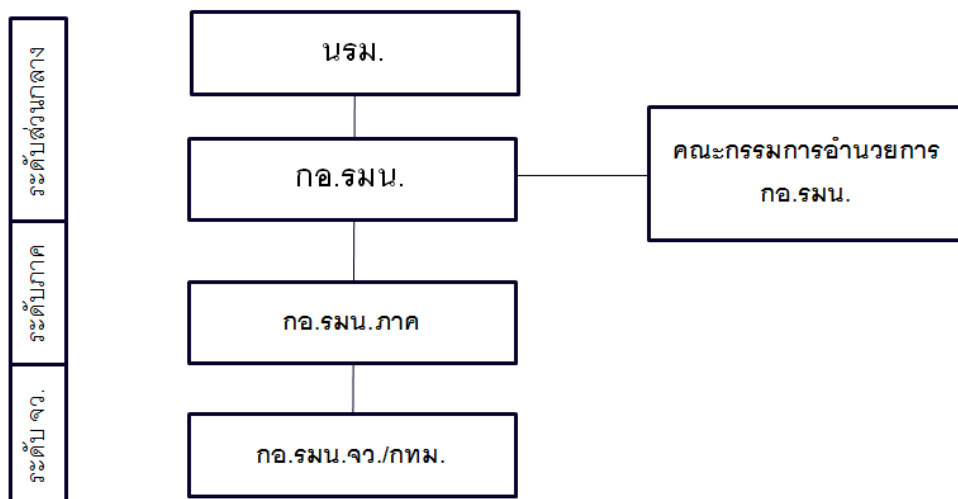 ระดับส่วนกลาง
นรม.
กอ.รมน.
คณะกรรมการอำนวยการ
กอ.รมน.
ระดับภาค
กอ.รมน.ภาค
ระดับ จว.
กอ.รมน.จว./กทม.